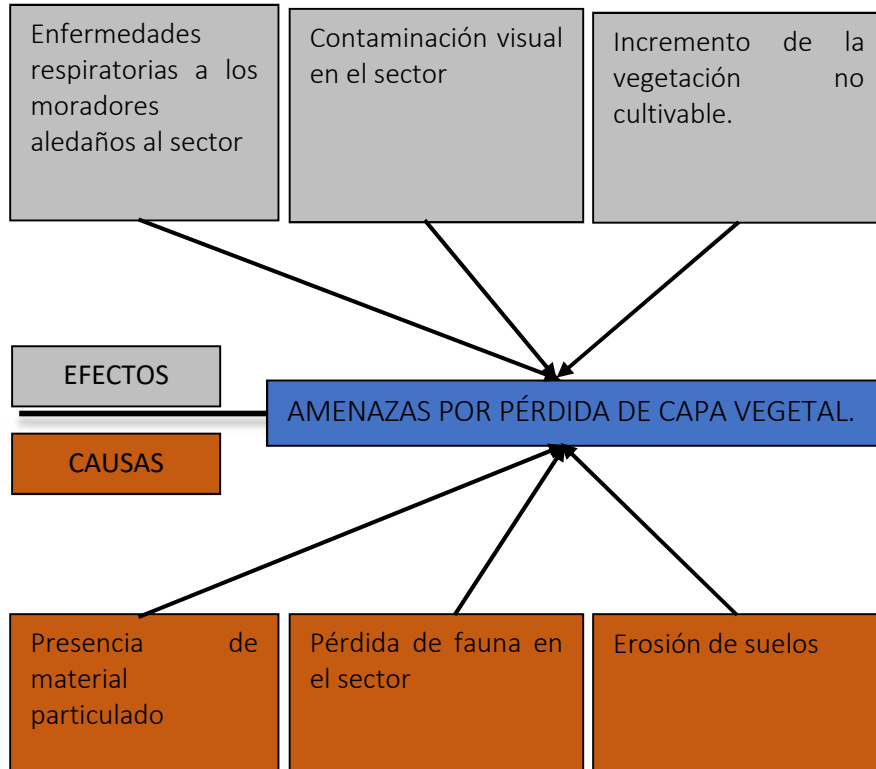 Enfermedades
respiratorias a los
moradores
aledaños al sector
Contaminación visual
en el sector
Incremento de la
vegetación no
cultivable.
EFECTOS
AMENAZAS POR PÉRDIDA DE CAPA VEGETAL.
CAUSAS
Presencia de
material
particulado
Pérdida de fauna en
el sector
Erosión de suelos